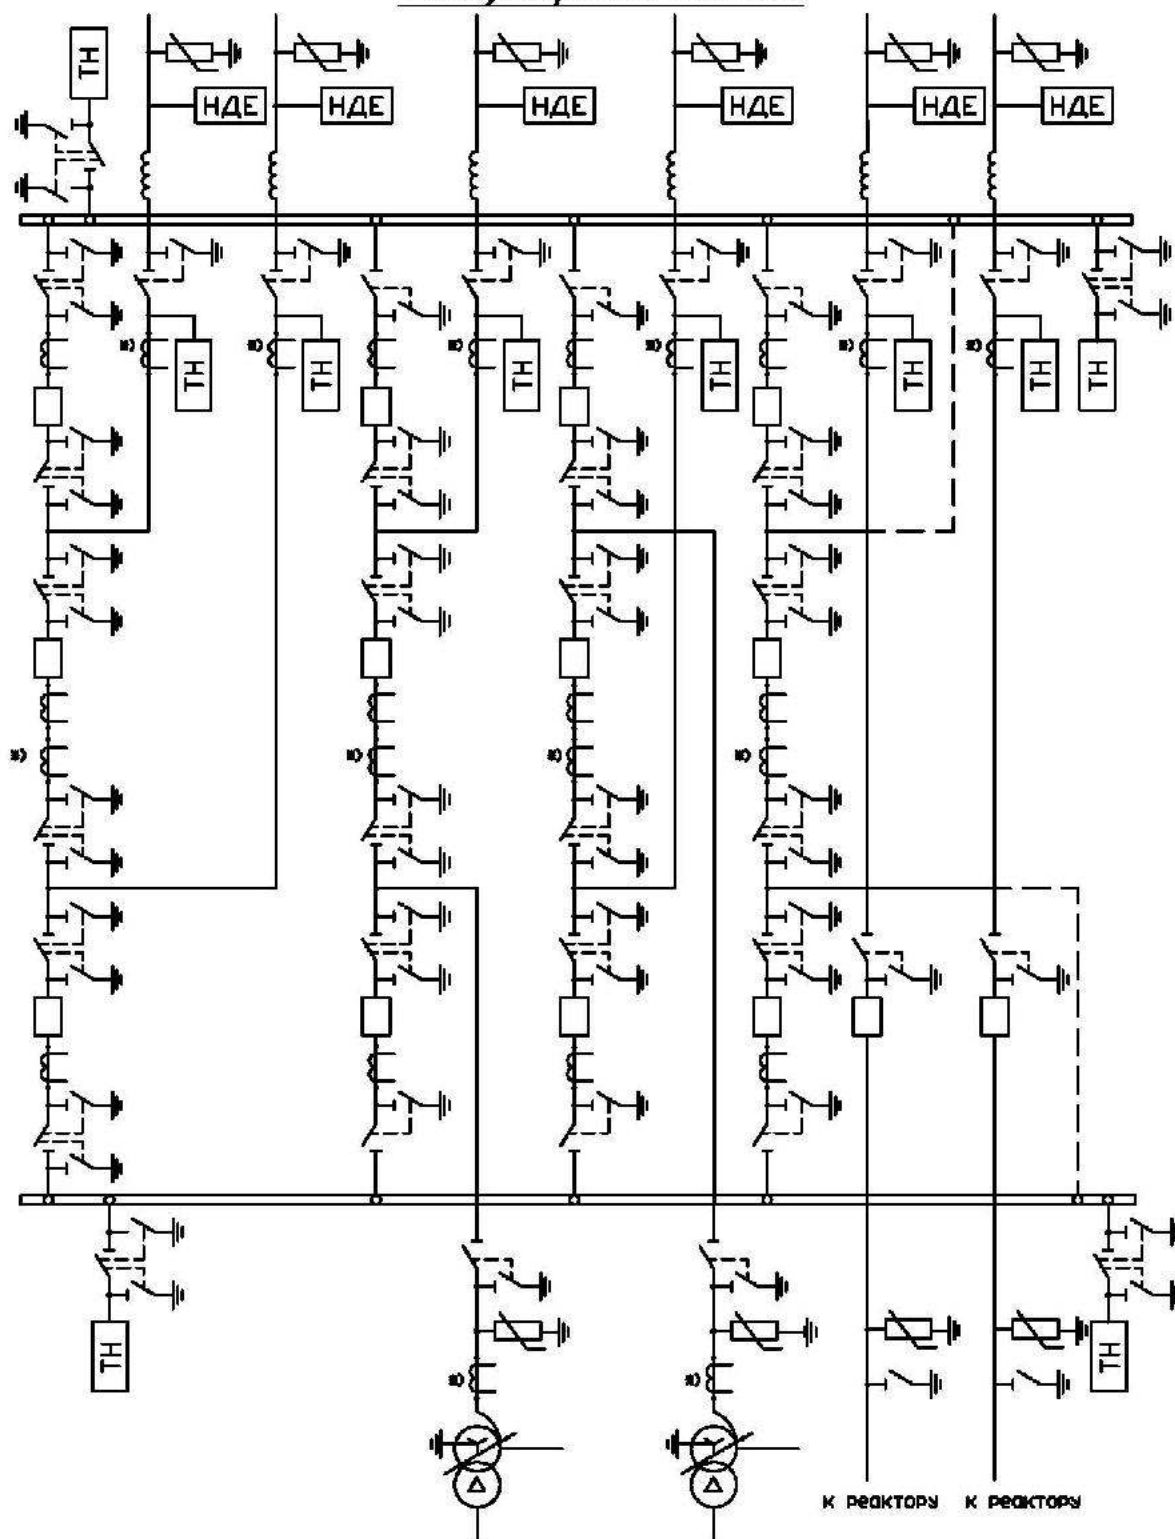 ТН
НДЕ НДЕ НДЕ НДЕ НДЕ НДЕ
ж) ж) ж) ж) ж) ж)
ТН ТН ТН ТН ТН ТН ТН
ж) ж) ж) ж)
ТН ТН
ж) ж)
к реактору к реактору